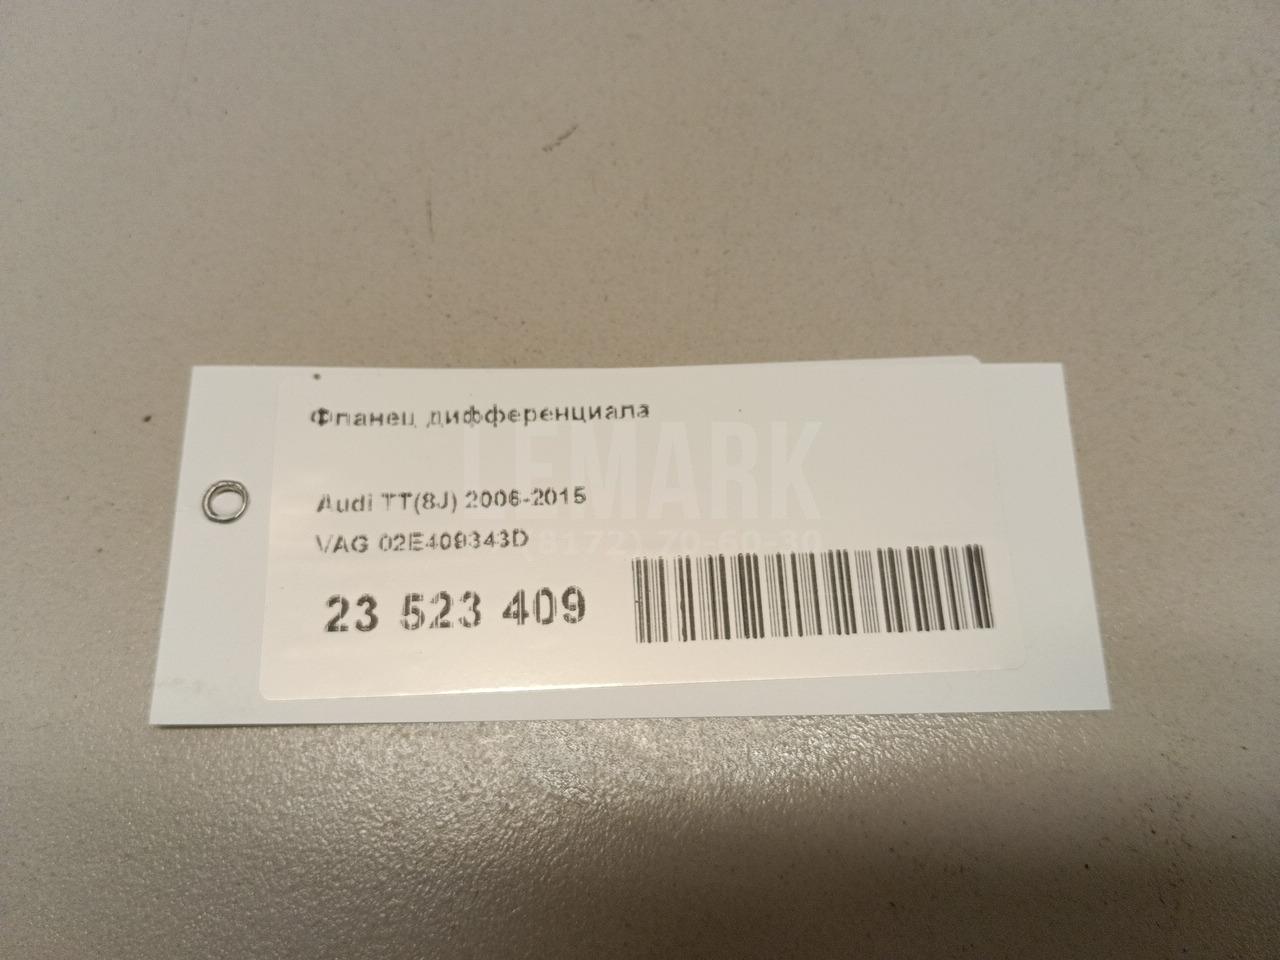 Фланец дифференциала
LEMARK
Audi TT(8J) 2006-2015
VAG 02E409343D
(8172) 70-60-30
23 523 409